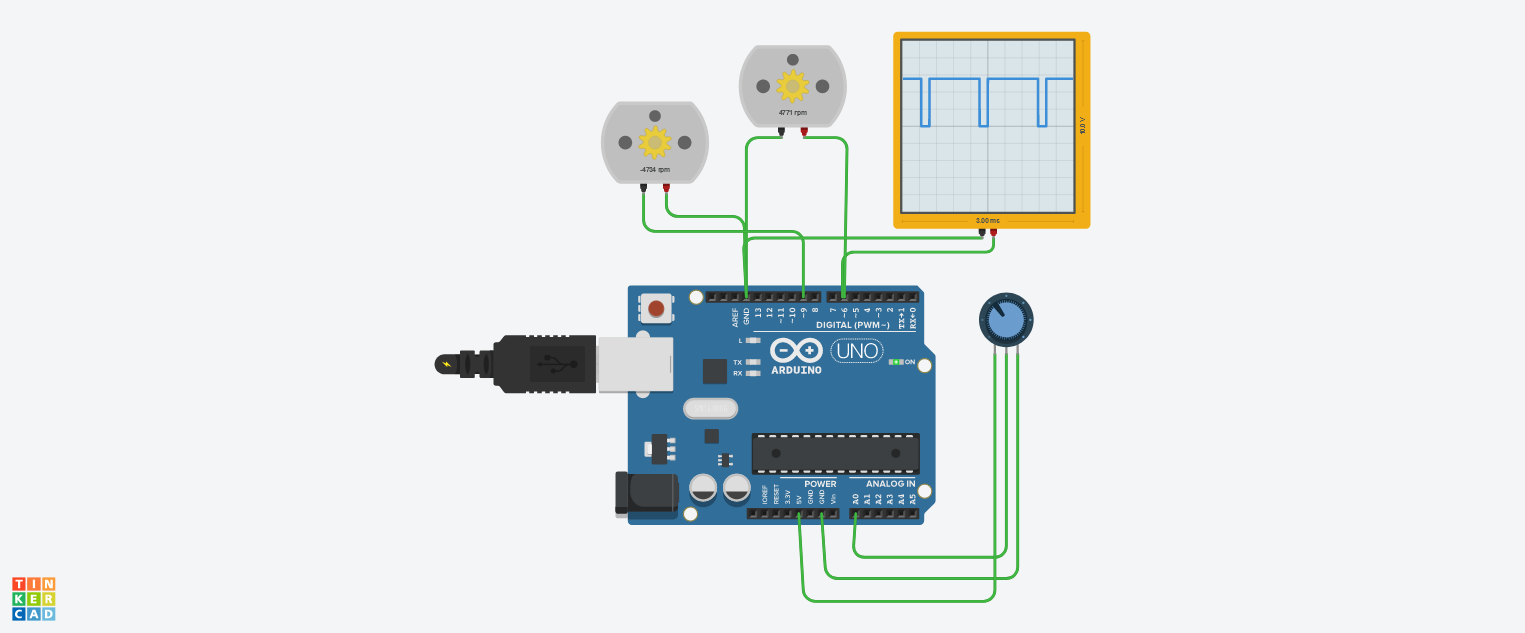 4771 rpm
-4734 rpm
10.0 V
3.00 ms
AREF
GND
13
12
~11
~10
~9
8
7
~6
~5
4
~3
2
TX→1
RX←0
DIGITAL (PWM~)
L
TX
RX
ARDUINO
UNO
ON
IOREF
RESET
3.3V
5V
GND
GND
Vin
POWER
ANALOG IN
A0
A1
A2
A3
A4
A5
TIN
KER
CAD